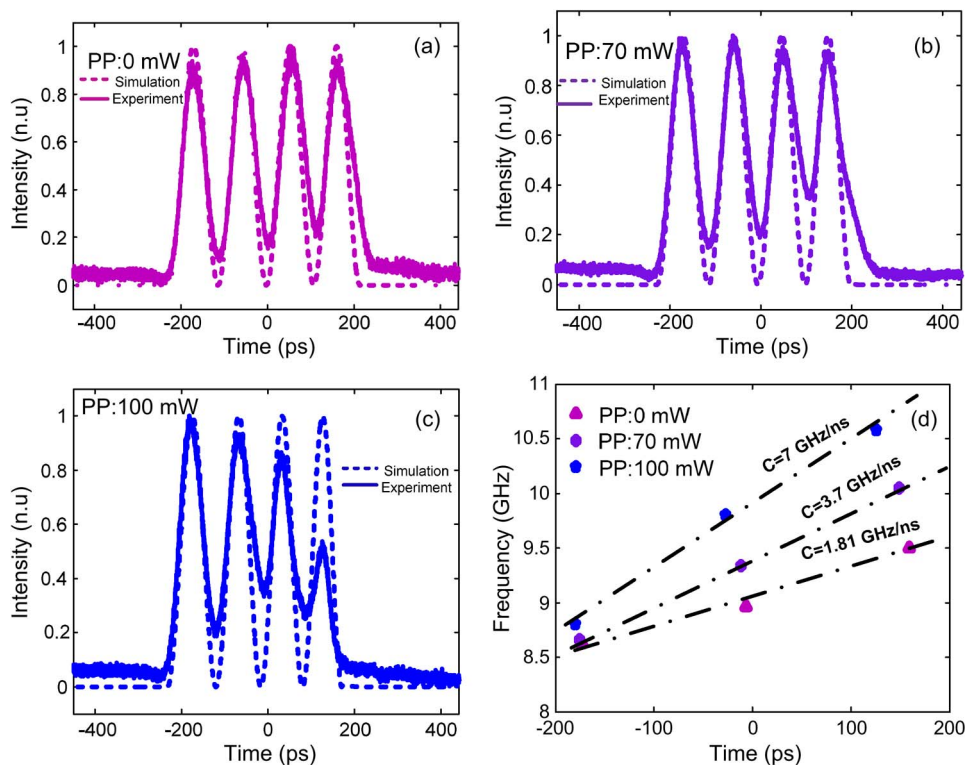 (a)
PP:0 mW
Simulation
Experiment
Intensity (n.u)
1
0.8
0.6
0.4
0.2
0
-400 -200 0 200 400
Time (ps)
(b)
PP:70 mW
Simulation
Experiment
Intensity (n.u)
1
0.8
0.6
0.4
0.2
0
-400 -200 0 200 400
Time (ps)
(c)
PP:100 mW
Simulation
Experiment
Intensity (n.u)
1
0.8
0.6
0.4
0.2
0
-400 -200 0 200 400
Time (ps)
(d)
PP:0 mW
PP:70 mW
PP:100 mW
C=7 GHz/ns
C=3.7 GHz/ns
C=1.81 GHz/ns
Frequency (GHz)
11
10.5
10
9.5
9
8.5
8
-200 -100 0 100 200
Time (ps)